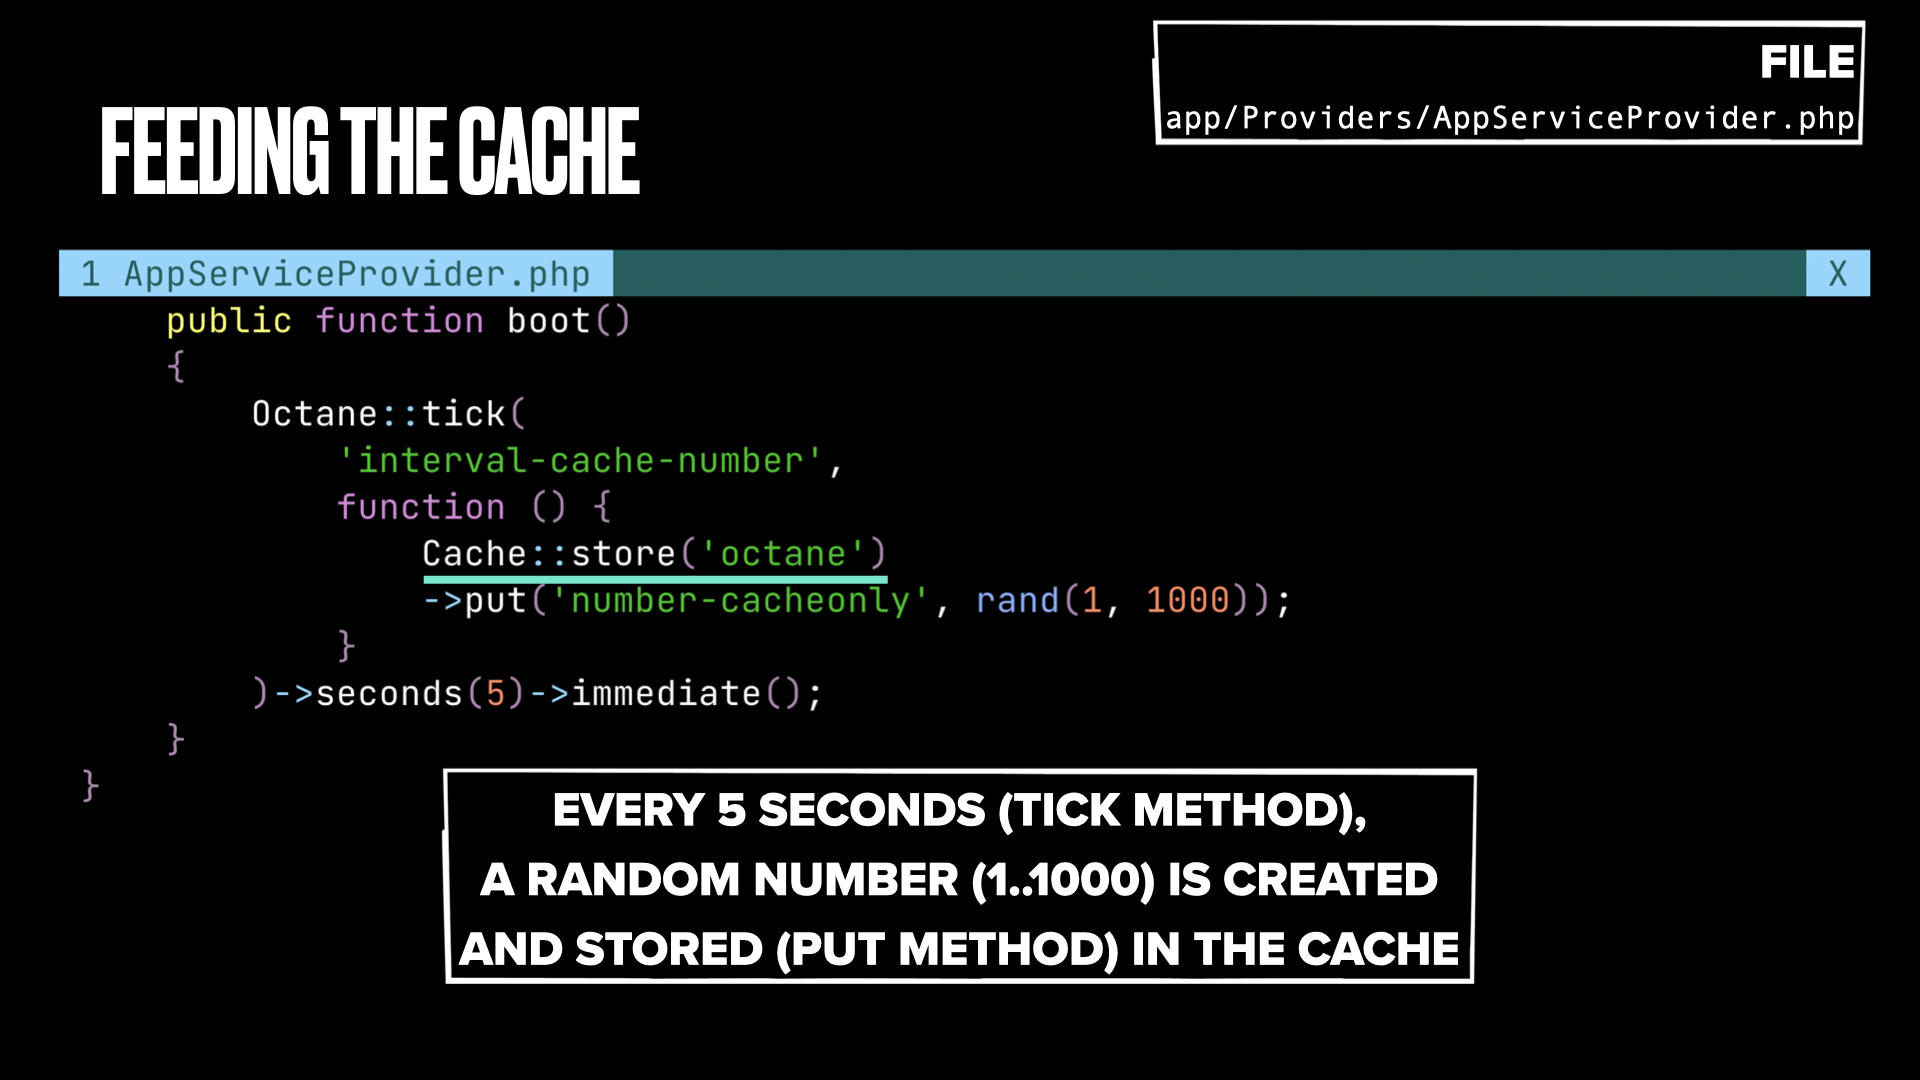 FILE
app/Providers/AppServiceProvider.php
FEEDING THE CACHE
1 AppServiceProvider.php X
public function boot()
{
Octane::tick(
'interval-cache-number',
function () {
Cache::store('octane')
->put('number-cacheonly', rand(1, 1000));
}
)->seconds(5)->immediate();
}
}
EVERY 5 SECONDS (TICK METHOD),
A RANDOM NUMBER (1..1000) IS CREATED
AND STORED (PUT METHOD) IN THE CACHE